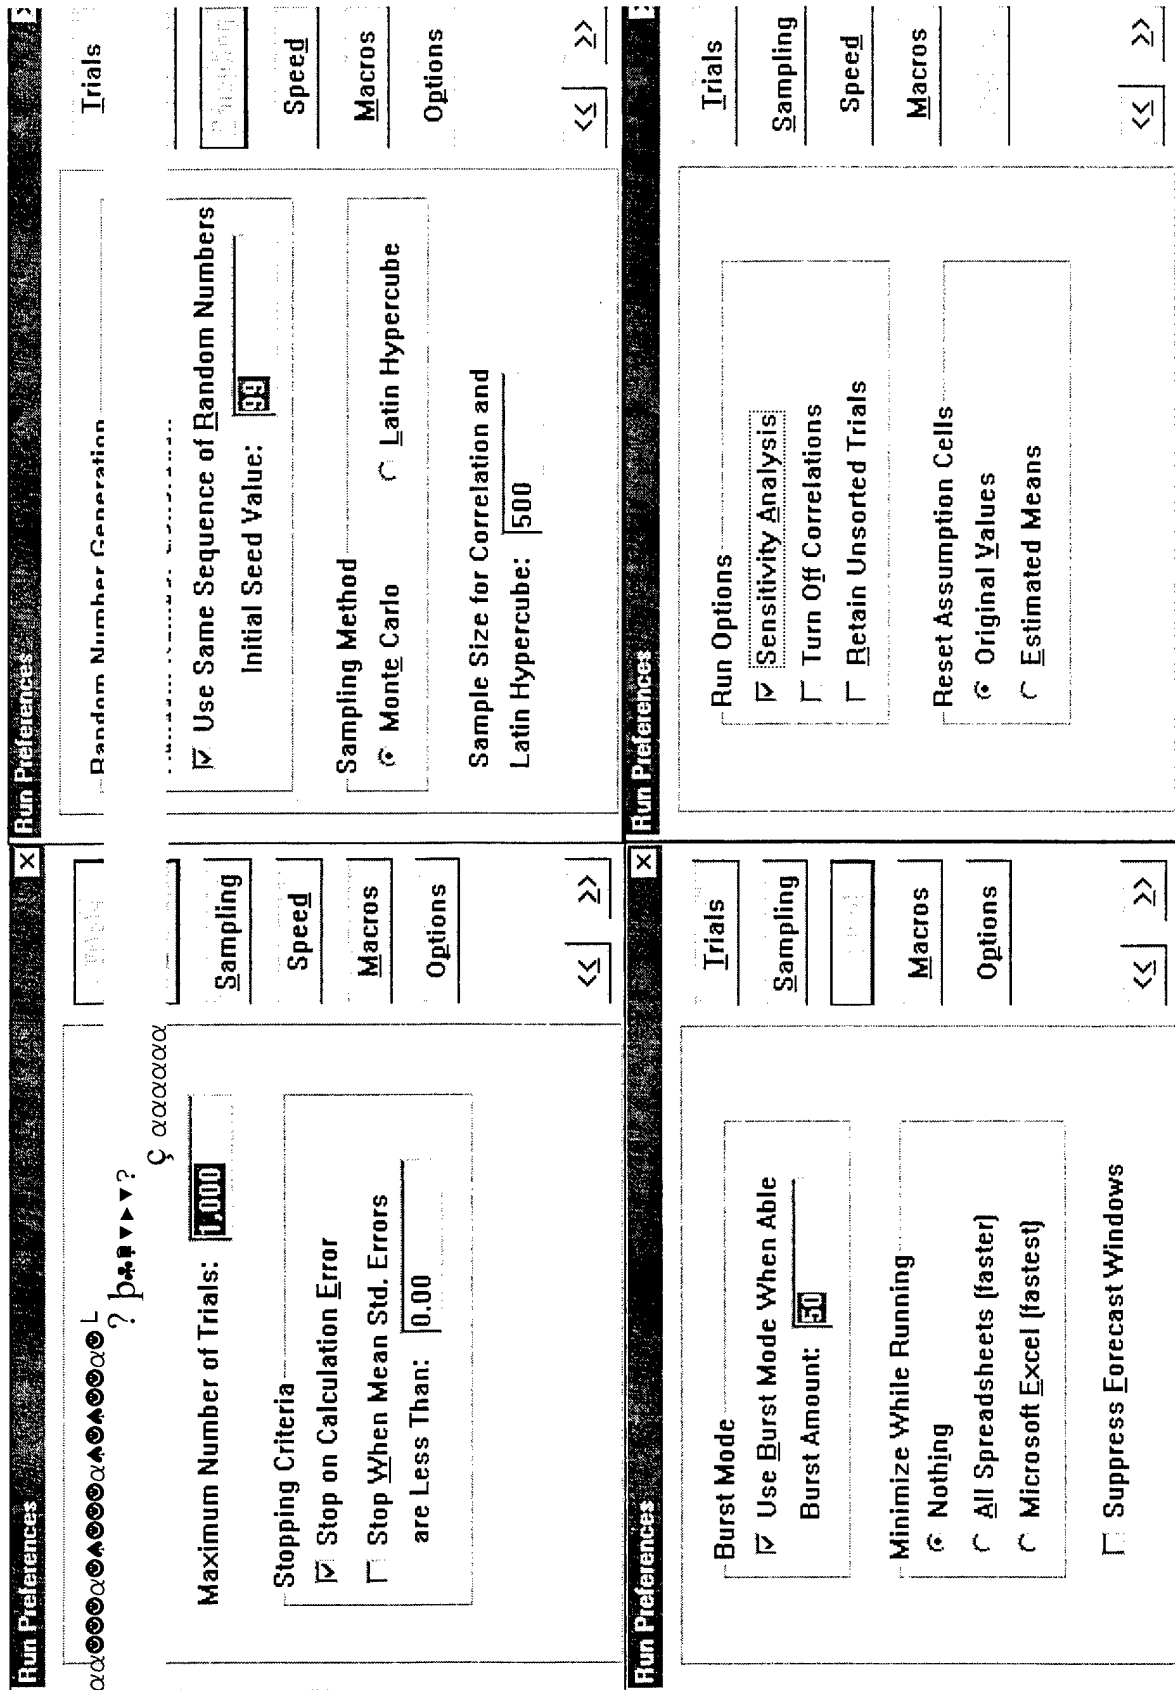 Run Preferences
αα☻☻☻α☻♠☻☻☻α♠☻♠☻☻α☻ L
? þ♣◘▼►▼?
Ç αααααα
Maximum Number of Trials: 1,000
Stopping Criteria
Stop on Calculation Error
Stop When Mean Std. Errors
are Less Than: 0.00
Sampling
Speed
Macros
Options
<< >>
Run Preferences
Random Number Generation
Use Same Sequence of Random Numbers
Initial Seed Value: 99
Sampling Method
Monte Carlo Latin Hypercube
Sample Size for Correlation and
Latin Hypercube: 500
Trials
Speed
Macros
Options
<< >>
Run Preferences
Burst Mode
Use Burst Mode When Able
Burst Amount: 50
Minimize While Running
Nothing
All Spreadsheets (faster)
Microsoft Excel (fastest)
Suppress Forecast Windows
Trials
Sampling
Macros
Options
<< >>
Run Preferences
Run Options
Sensitivity Analysis
Turn Off Correlations
Retain Unsorted Trials
Reset Assumption Cells
Original Values
Estimated Means
Trials
Sampling
Speed
Macros
<< >>